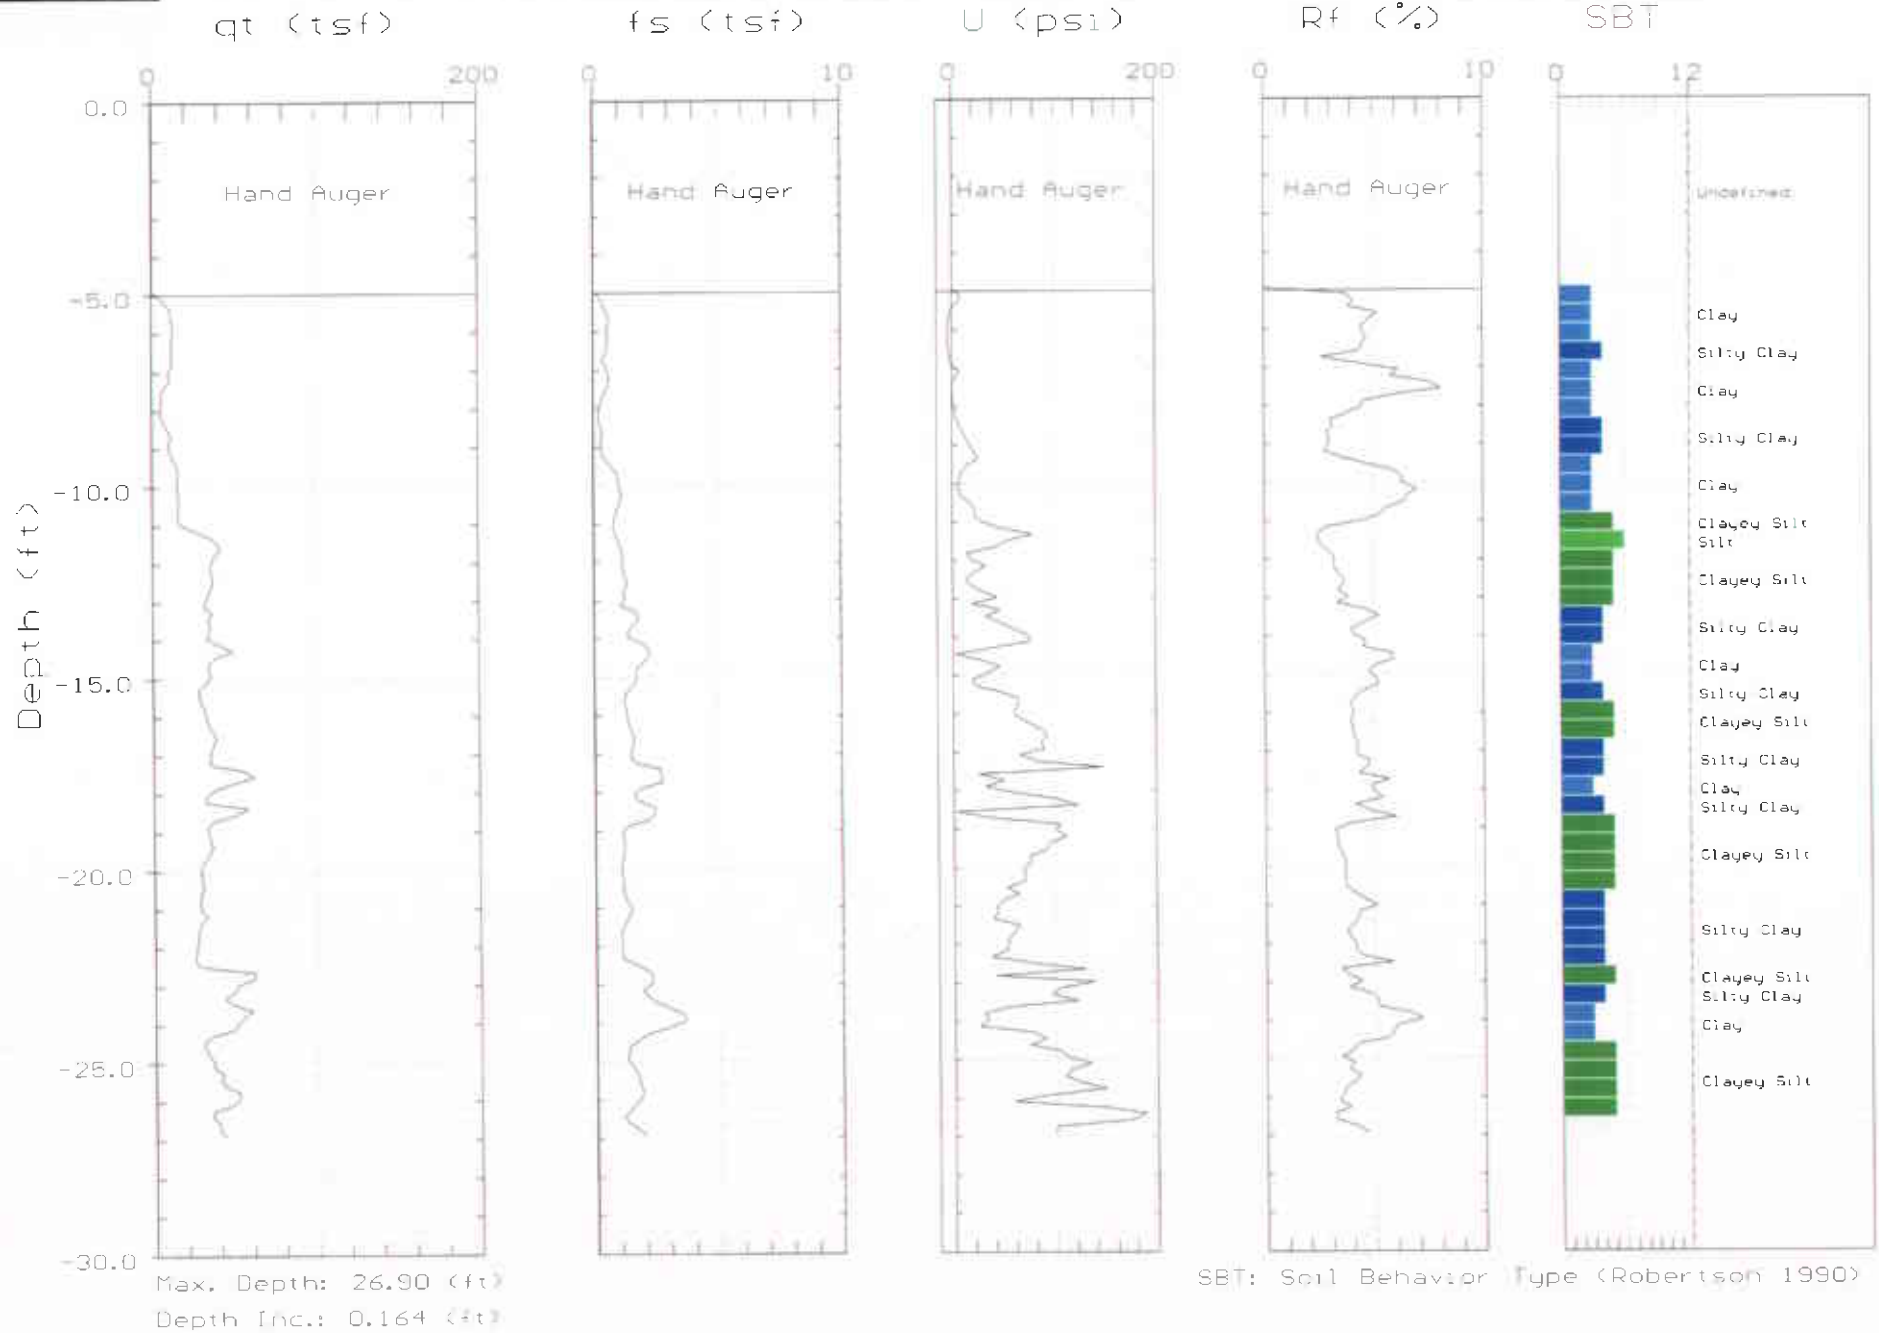 qt (tsf) fs (tsf) U (psi) Rf (%) SBT
0 200 0 10 0 200 0 10 0 12
0.0
Hand Auger Hand Auger Hand Auger Hand Auger Undefined
-5.0
Clay
Silty Clay
Clay
Silty Clay
-10.0 Clay
Clayey Silt
Silt
Clayey Silt
Depth (ft)
Silty Clay
Clay
-15.0 Silty Clay
Clayey Silt
Silty Clay
Clay
Silty Clay
Clayey Silt
-20.0
Silty Clay
Clayey Silt
Silty Clay
Clay
-25.0
Clayey Silt
-30.0
Max. Depth: 26.90 (ft) SBT: Soil Behavior Type (Robertson 1990)
Depth Inc.: 0.164 (ft)